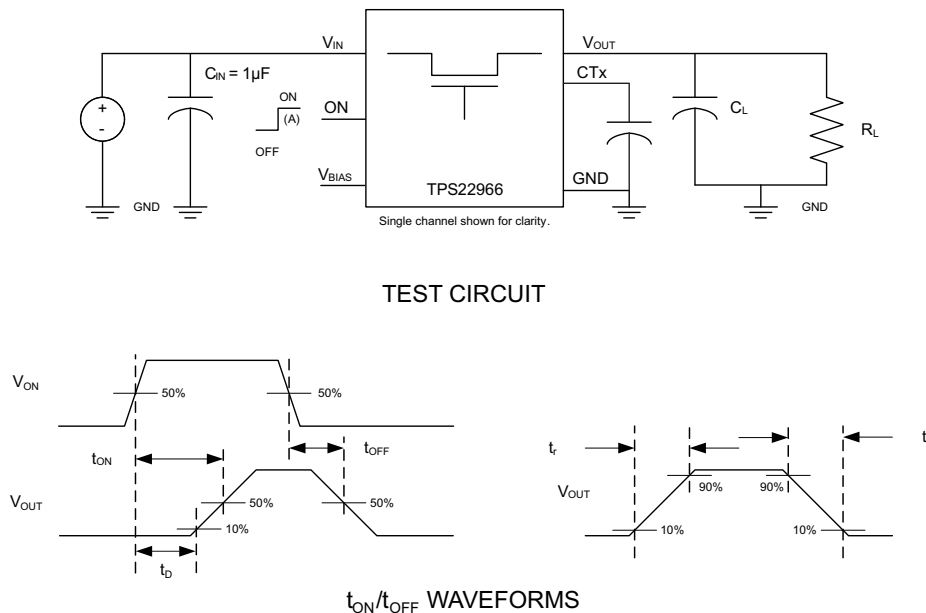 VIN
VOUT
CIN = 1µF
CTx
ON
(A)
OFF
ON
CL
RL
VBIAS
GND
TPS22966
GND
GND
Single channel shown for clarity.
TEST CIRCUIT
VON
50%
50%
tON
tOFF
VOUT
50%
50%
10%
tD
tr
t
VOUT
90%
90%
10%
10%
tON/tOFF WAVEFORMS